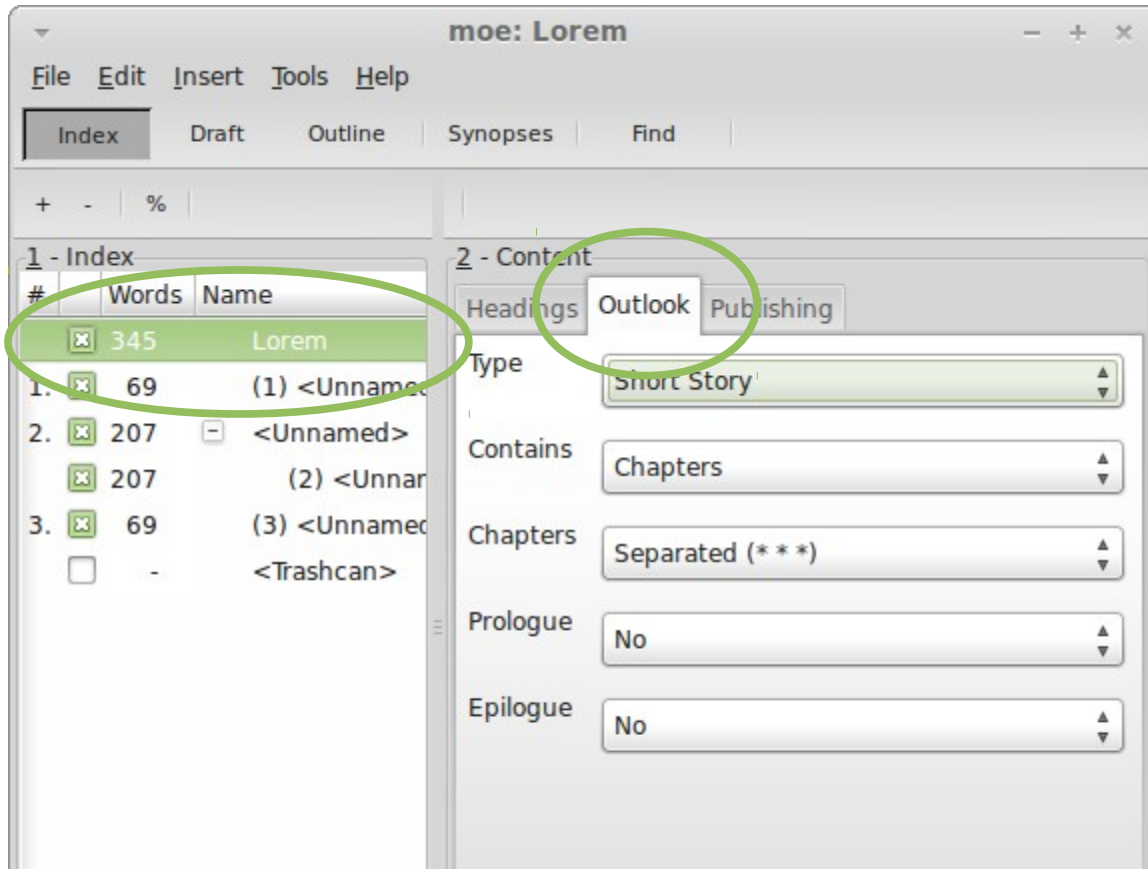 moe: Lorem
File Edit Insert Tools Help
Index Draft Outline Synopses Find
+ - %
1 - Index
# Words Name
345 Lorem
1. 69 (1) <Unnamed
2. 207 <Unnamed>
207 (2) <Unnar
3. 69 (3) <Unnamed
- <Trashcan>
2 - Content
Headings Outlook Publishing
Type Short Story
Contains Chapters
Chapters Separated (* * *)
Prologue No
Epilogue No